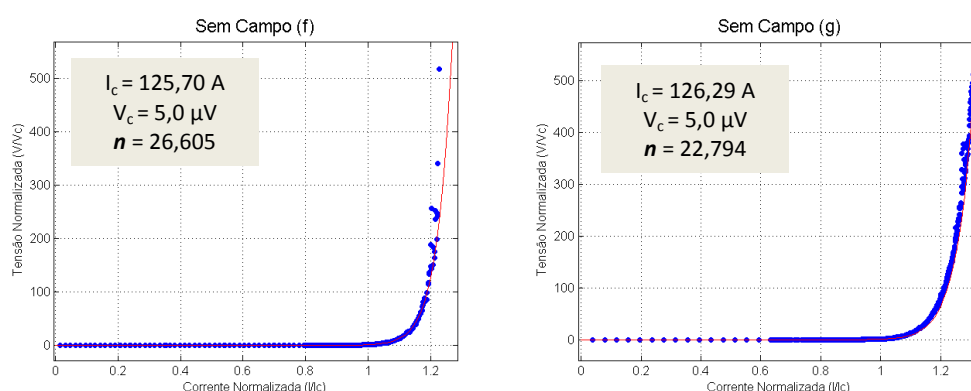 Sem Campo (f)
500
400
300
200
100
0
Tensão Normalizada (V/Vc)
I_c = 125,70 A
V_c = 5,0 µV
n = 26,605
0 0.2 0.4 0.6 0.8 1 1.2
Corrente Normalizada (I/Ic)
Sem Campo (g)
500
400
300
200
100
0
Tensão Normalizada (V/Vc)
I_c = 126,29 A
V_c = 5,0 µV
n = 22,794
0 0.2 0.4 0.6 0.8 1 1.2
Corrente Normalizada (I/Ic)